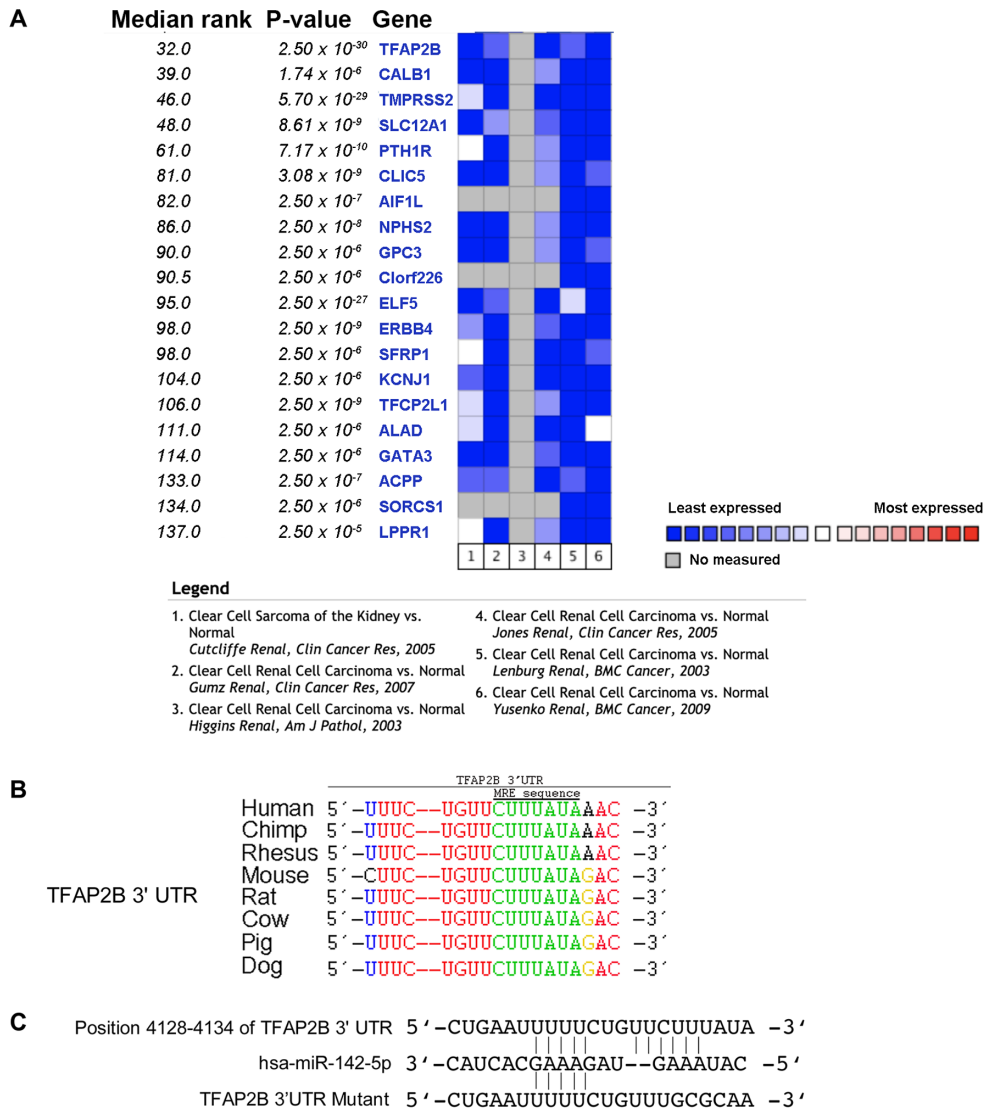 A
Median rank P-value Gene
32.0 2.50 x 10-30 TFAP2B
39.0 1.74 x 10-6 CALB1
46.0 5.70 x 10-29 TMPRSS2
48.0 8.61 x 10-9 SLC12A1
61.0 7.17 x 10-10 PTH1R
81.0 3.08 x 10-9 CLIC5
82.0 2.50 x 10-7 AIF1L
86.0 2.50 x 10-8 NPHS2
90.0 2.50 x 10-6 GPC3
90.5 2.50 x 10-6 Clorf226
95.0 2.50 x 10-27 ELF5
98.0 2.50 x 10-9 ERBB4
98.0 2.50 x 10-6 SFRP1
104.0 2.50 x 10-6 KCNJ1
106.0 2.50 x 10-9 TFCP2L1
111.0 2.50 x 10-6 ALAD
114.0 2.50 x 10-6 GATA3
133.0 2.50 x 10-7 ACPP
134.0 2.50 x 10-6 SORCS1
137.0 2.50 x 10-5 LPPR1
1 2 3 4 5 6
Least expressed Most expressed
No measured
Legend
1. Clear Cell Sarcoma of the Kidney vs.
Normal
Cutcliffe Renal, Clin Cancer Res, 2005
2. Clear Cell Renal Cell Carcinoma vs. Normal
Gumz Renal, Clin Cancer Res, 2007
3. Clear Cell Renal Cell Carcinoma vs. Normal
Higgins Renal, Am J Pathol, 2003
4. Clear Cell Renal Cell Carcinoma vs. Normal
Jones Renal, Clin Cancer Res, 2005
5. Clear Cell Renal Cell Carcinoma vs. Normal
Lenburg Renal, BMC Cancer, 2003
6. Clear Cell Renal Cell Carcinoma vs. Normal
Yusenko Renal, BMC Cancer, 2009
B
TFAP2B 3′UTR
MRE sequence
TFAP2B 3' UTR
Human 5´-UUUC--UGUUCUUUAUAAAC -3´
Chimp 5´-UUUC--UGUUCUUUAUAAAC -3´
Rhesus 5´-UUUC--UGUUCUUUAUAAAC -3´
Mouse 5´-CUUC--UGUUCUUUAUAGAC -3´
Rat 5´-UUUC--UGUUCUUUAUAGAC -3´
Cow 5´-UUUC--UGUUCUUUAUAGAC -3´
Pig 5´-UUUC--UGUUCUUUAUAGAC -3´
Dog 5´-UUUC--UGUUCUUUAUAGAC -3´
C
Position 4128-4134 of TFAP2B 3' UTR 5‘-CUGAAUUUUUCUGUUCUUUAUA -3‘
hsa-miR-142-5p 3‘-CAUCACGAAAGAU--GAAAUAC -5‘
TFAP2B 3'UTR Mutant 5‘-CUGAAUUUUUCUGUUUGCGCAA -3‘